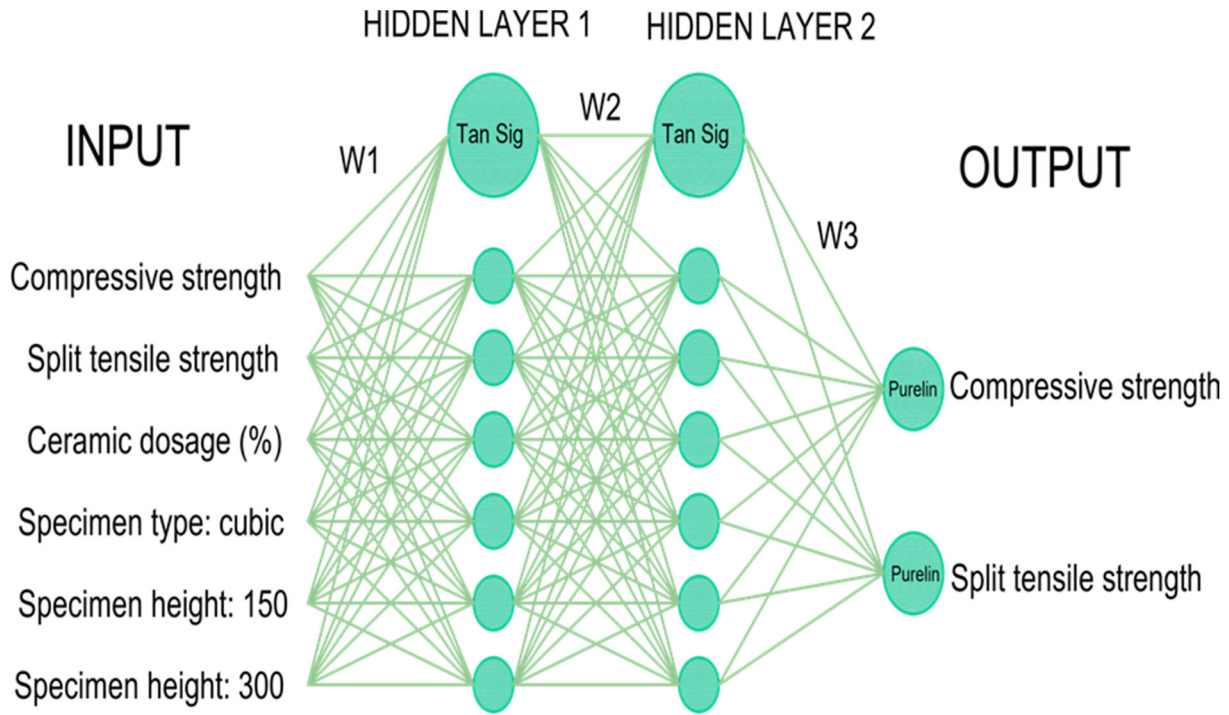 HIDDEN LAYER 1
HIDDEN LAYER 2
INPUT
W1
Tan Sig
W2
Tan Sig
OUTPUT
W3
Compressive strength
Split tensile strength
Ceramic dosage (%)
Specimen type: cubic
Specimen height: 150
Specimen height: 300
Purelin
Compressive strength
Purelin
Split tensile strength